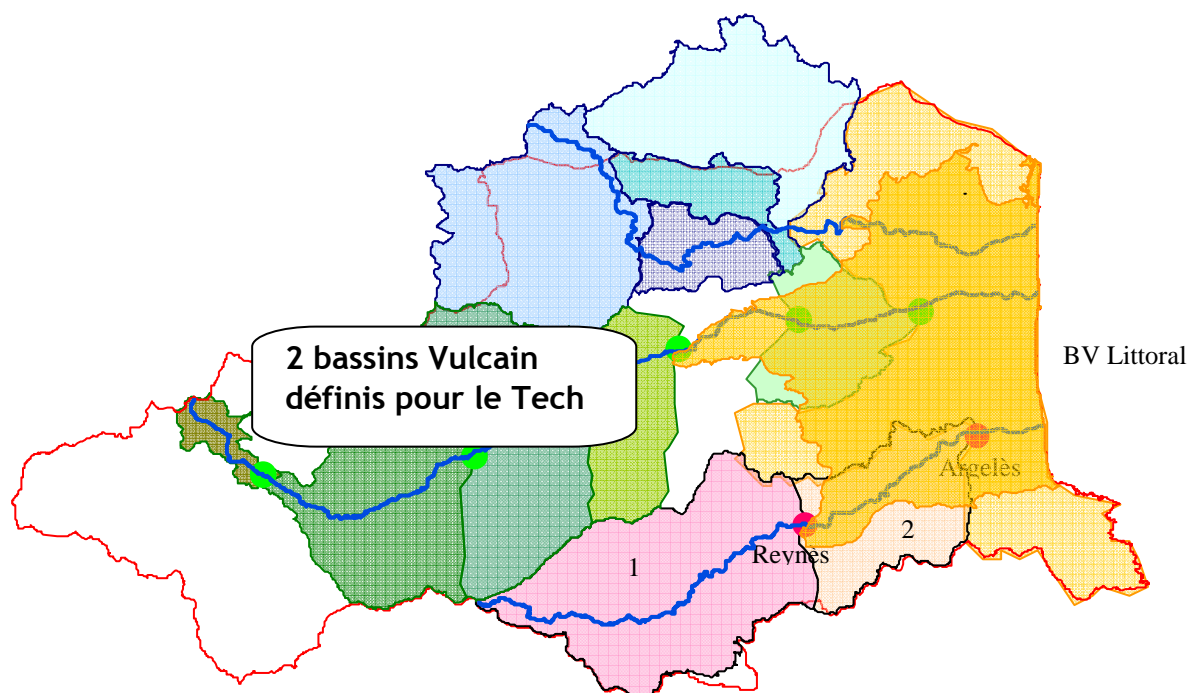 2 bassins Vulcain
définis pour le Tech
BV Littoral
Argelès
2
Reynès
1